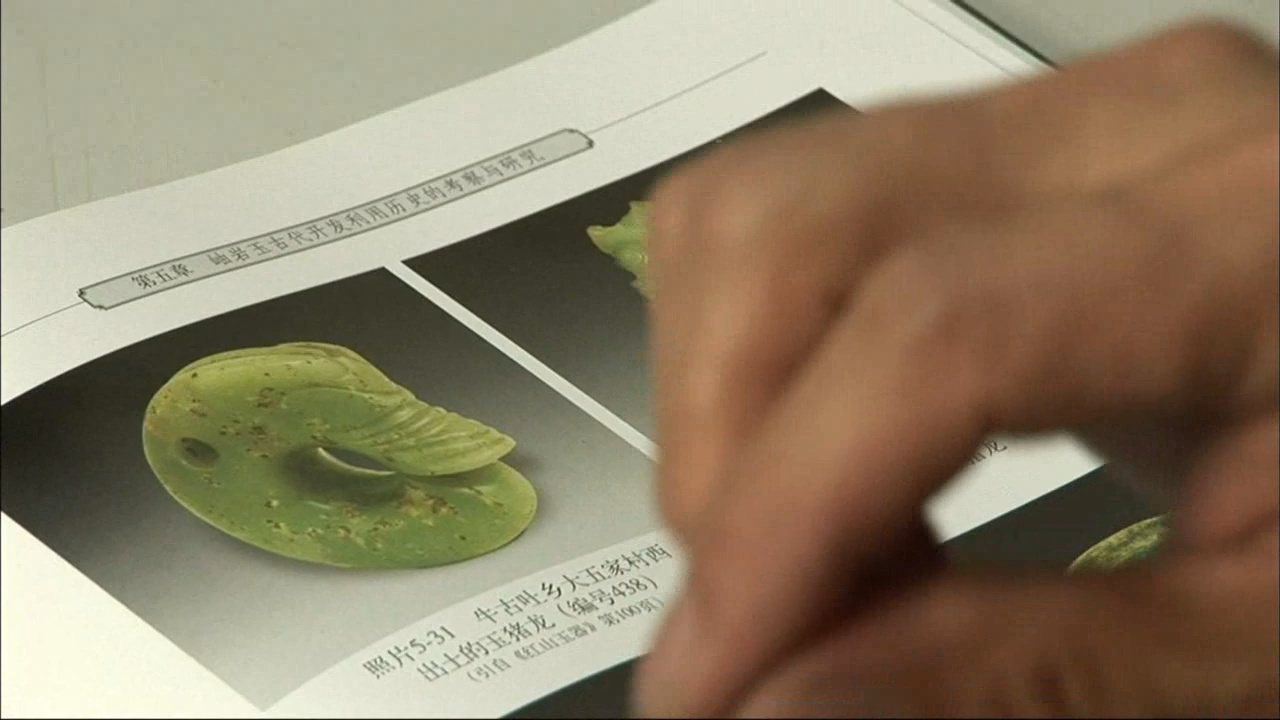 第五章 岫岩玉古代开发利用历史的考察与研究
照片5-31 牛古吐乡大五家村西
出土的玉猪龙（编号438）
（引自《红山玉器》第100页）
龙